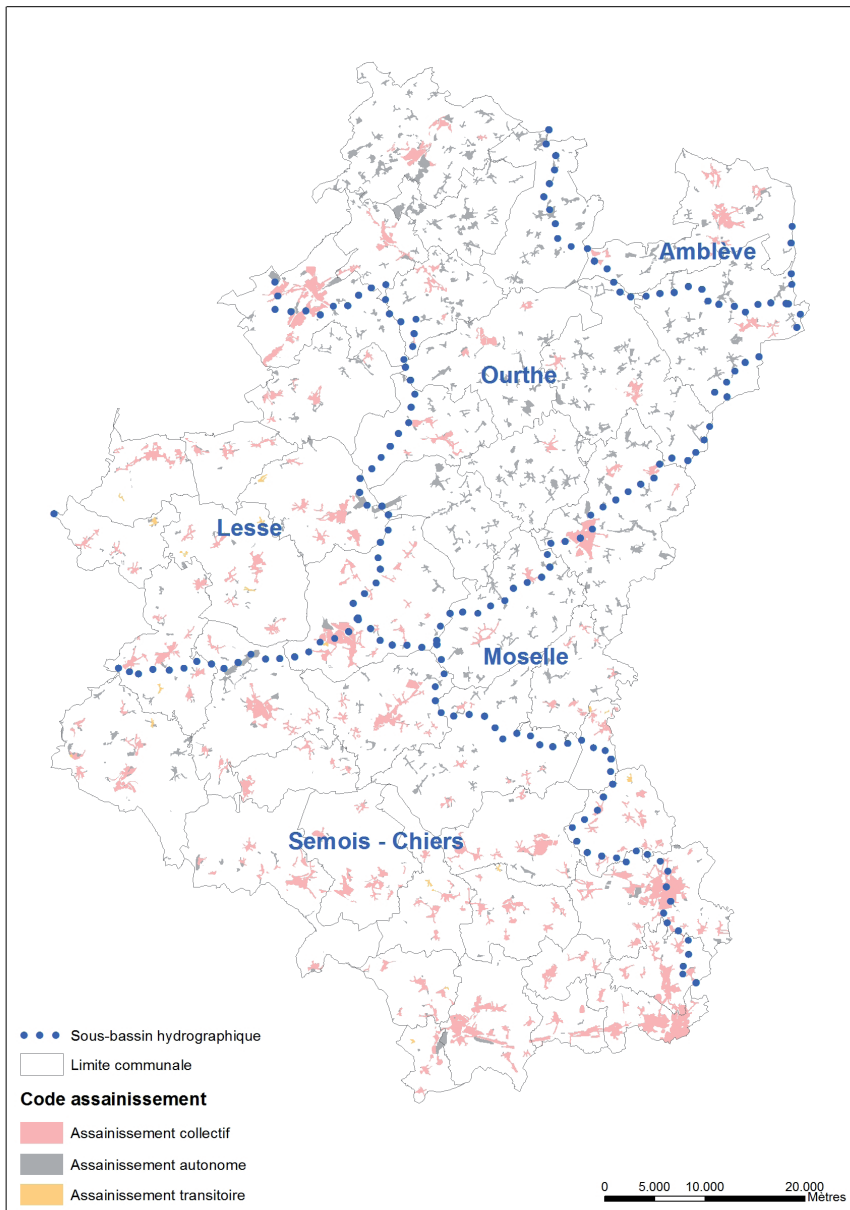 Amblève
Ourthe
Lesse
Moselle
Semois - Chiers
Sous-bassin hydrographique
Limite communale
Code assainissement
Assainissement collectif
Assainissement autonome
Assainissement transitoire
0 5.000 10.000 20.000
Mètres